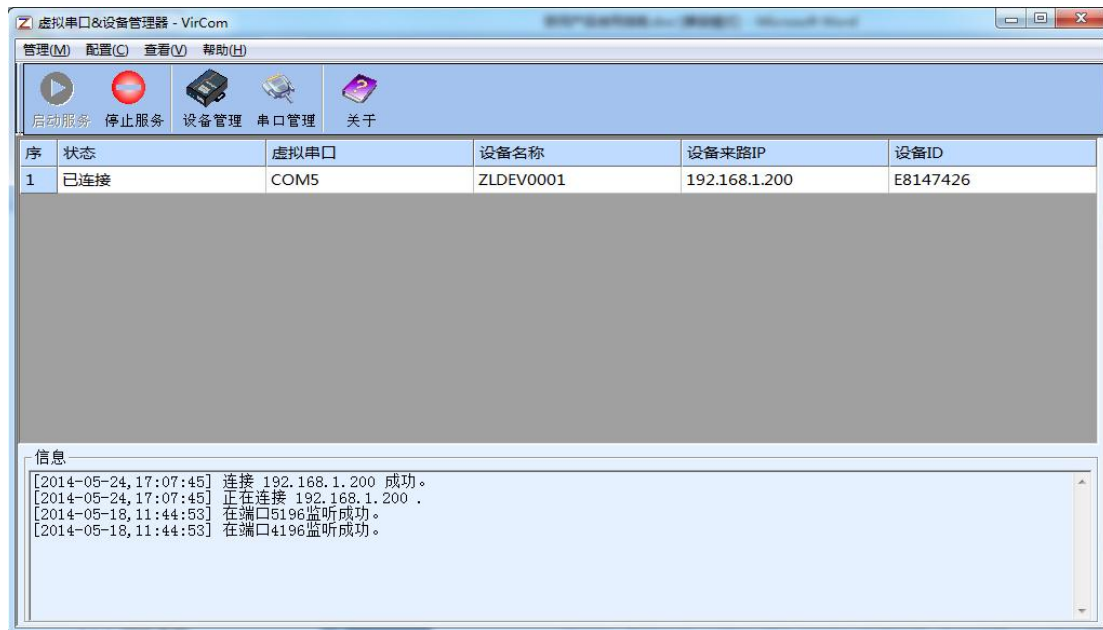 虚拟串口&设备管理器 - VirCom
管理(M) 配置(C) 查看(V) 帮助(H)
启动服务 停止服务 设备管理 串口管理 关于
序 状态 虚拟串口 设备名称 设备来路IP 设备ID
1 已连接 COM5 ZLDEV0001 192.168.1.200 E8147426
信息
[2014-05-24,17:07:45] 连接 192.168.1.200 成功。
[2014-05-24,17:07:45] 正在连接 192.168.1.200 .
[2014-05-18,11:44:53] 在端口5196监听成功。
[2014-05-18,11:44:53] 在端口4196监听成功。